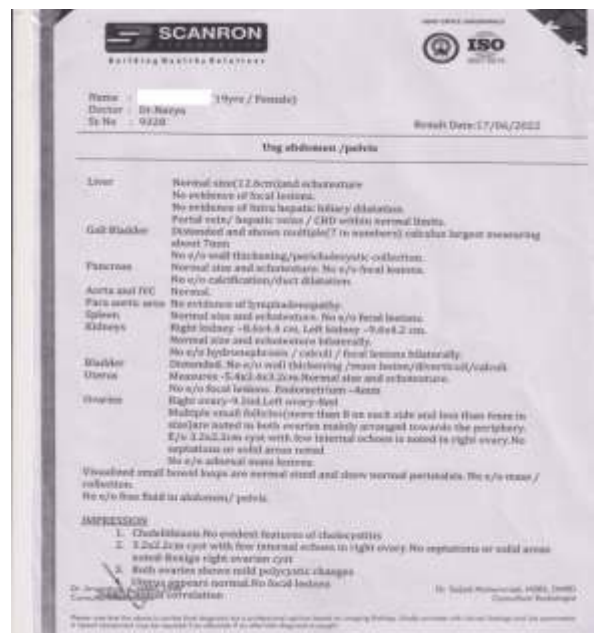 SCANRON
Building Healthy Relations
ISO
Name :
19yrs / Female)
Doctor : Dr.
Sr No : 9328
Result Date:17/06/2022
Usg abdomen /pelvis
Liver Normal size(12.6cm)and echotexture
No evidence of focal lesions.
No evidence of intra hepatic biliary dilatation.
Portal vein/ hepatic veins / CBD within normal limits.
Gall Bladder Distended and shows multiple(7 in numbers) calculus largest measuring
about 7mm
No e/o wall thickening/pericholecystic collection.
Pancreas Normal size and echotexture. No e/o focal lesions.
No e/o calcification/duct dilatation.
Aorta and IVC Normal.
Para aortic area No evidence of lymphadenopathy.
Spleen Normal size and echotexture. No e/o focal lesions.
Kidneys Right kidney -8.6x4.4 cm, Left kidney -9.6x4.2 cm.
Normal size and echotexture bilaterally.
No e/o hydronephrosis / calculi / focal lesions bilaterally.
Bladder Distended. No e/o wall thickening /mass lesion/diverticuli/calculi
Uterus Measures -5.4x2.4x3.2cm.Normal size and echotexture.
No e/o focal lesions. Endometrium -4mm
Ovaries Right ovary-9.2ml.Left ovary-8ml
Multiple small follicles(more than 8 on each side and less than 6mm in
size)are noted in both ovaries mainly arranged towards the periphery.
E/o 3.2x2.2cm cyst with few internal echoes is noted in right ovary.No
septations or solid areas noted
No e/o adnexal mass lesions.
Visualised small bowel loops are normal sized and show normal peristalsis. No e/o mass /
collection.
No e/o free fluid in abdomen/ pelvis.
IMPRESSION
1. Cholelithiasis.No evident features of cholecystitis
2. 3.2x2.2cm cyst with few internal echoes in right ovary.No septations or solid areas
noted-Benign right ovarian cyst
3. Both ovaries shows mild polycystic changes
Uterus appears normal.No focal lesions
correlation
Dr.
Consultant Radiologist